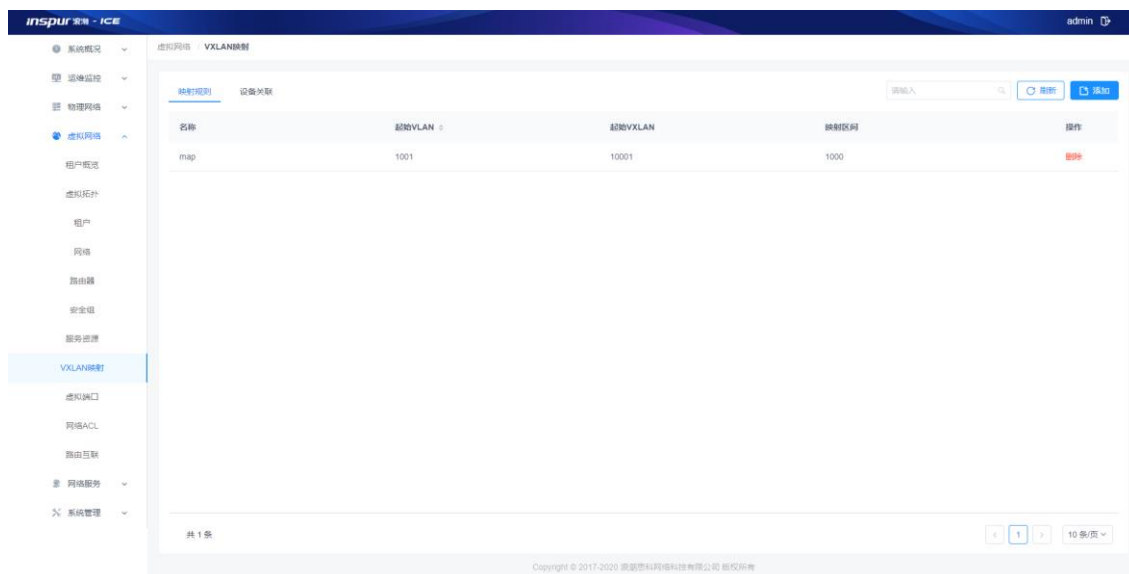 inspur 浪潮 - ICE
admin
系统概况
虚拟网络 / VXLAN映射
运维监控
映射规则 设备关联 请输入 刷新 添加
物理网络
名称 起始VLAN 起始VXLAN 映射区间 操作
虚拟网络
map 1001 10001 1000 删除
租户概览
虚拟拓扑
租户
网络
路由器
安全组
服务资源
VXLAN映射
虚拟端口
网络ACL
路由互联
网络服务
系统管理
共 1 条 1 10 条/页
Copyright © 2017-2020 浪潮思科网络科技有限公司 版权所有